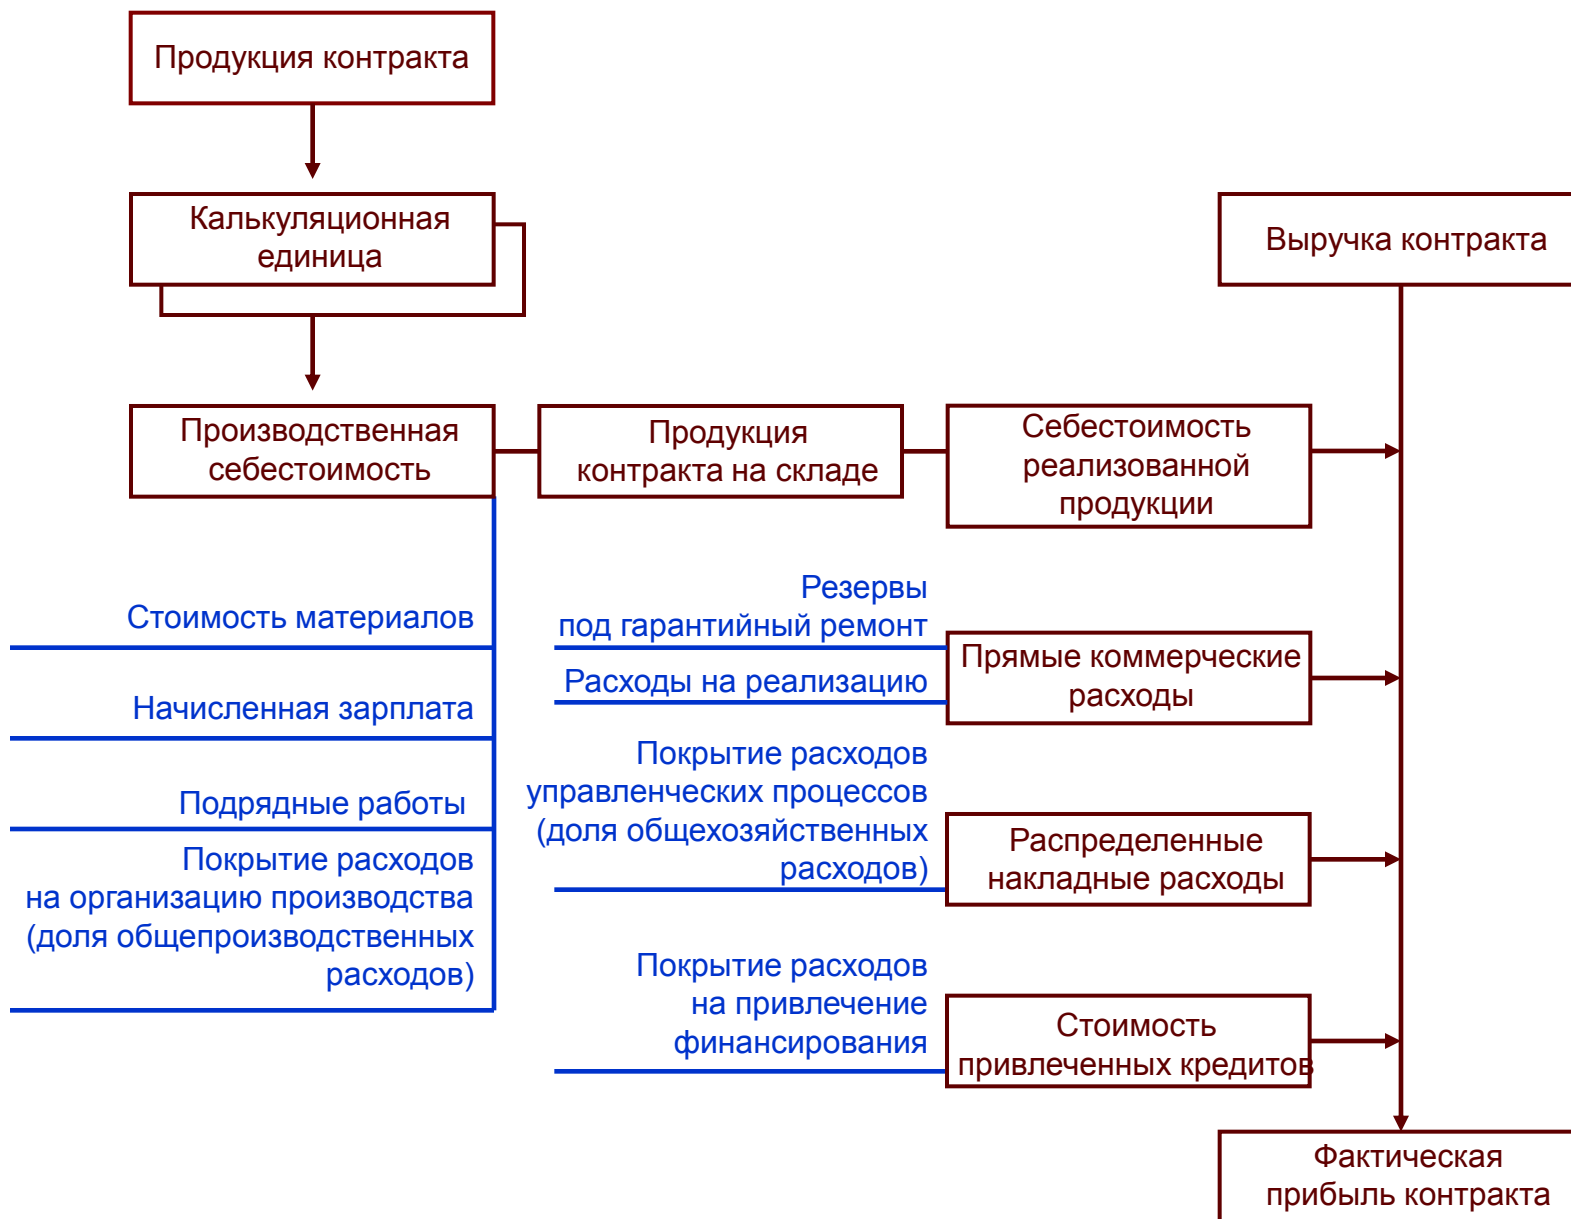 Продукция контракта
Калькуляционная
единица
Выручка контракта
Производственная
себестоимость
Продукция
контракта на складе
Себестоимость
реализованной
продукции
Стоимость материалов
Начисленная зарплата
Подрядные работы
Покрытие расходов
на организацию производства
(доля общепроизводственных
расходов)
Резервы
под гарантийный ремонт
Расходы на реализацию
Прямые коммерческие
расходы
Покрытие расходов
управленческих процессов
(доля общехозяйственных
расходов)
Распределенные
накладные расходы
Покрытие расходов
на привлечение
финансирования
Стоимость
привлеченных кредитов
Фактическая
прибыль контракта